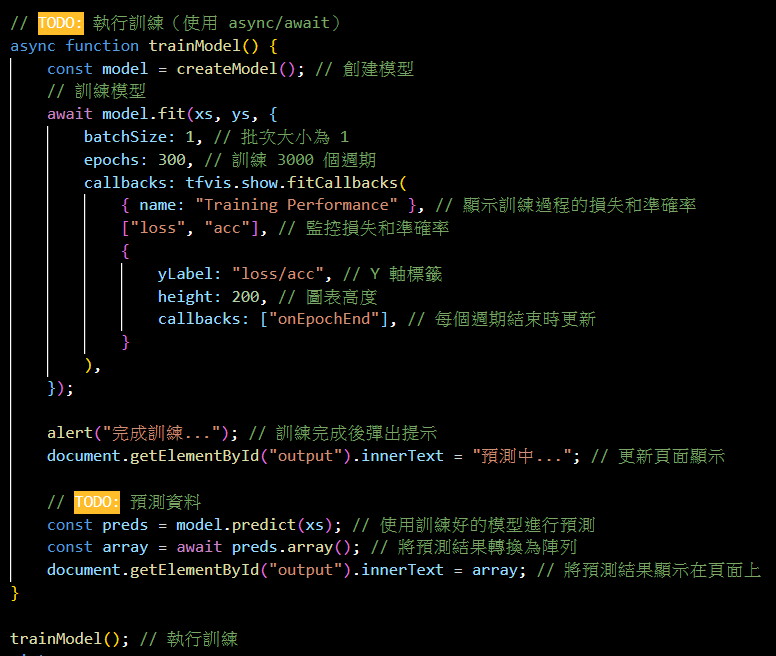 // TODO: 執行訓練（使用 async/await）
async function trainModel() {
    const model = createModel(); // 創建模型
    // 訓練模型
    await model.fit(xs, ys, {
        batchSize: 1, // 批次大小為 1
        epochs: 300, // 訓練 3000 個週期
        callbacks: tfvis.show.fitCallbacks(
            { name: "Training Performance" }, // 顯示訓練過程的損失和準確率
            ["loss", "acc"], // 監控損失和準確率
            {
                yLabel: "loss/acc", // Y 軸標籤
                height: 200, // 圖表高度
                callbacks: ["onEpochEnd"], // 每個週期結束時更新
            }
        ),
    });

    alert("完成訓練..."); // 訓練完成後彈出提示
    document.getElementById("output").innerText = "預測中..."; // 更新頁面顯示

    // TODO: 預測資料
    const preds = model.predict(xs); // 使用訓練好的模型進行預測
    const array = await preds.array(); // 將預測結果轉換為陣列
    document.getElementById("output").innerText = array; // 將預測結果顯示在頁面上
}

trainModel(); // 執行訓練